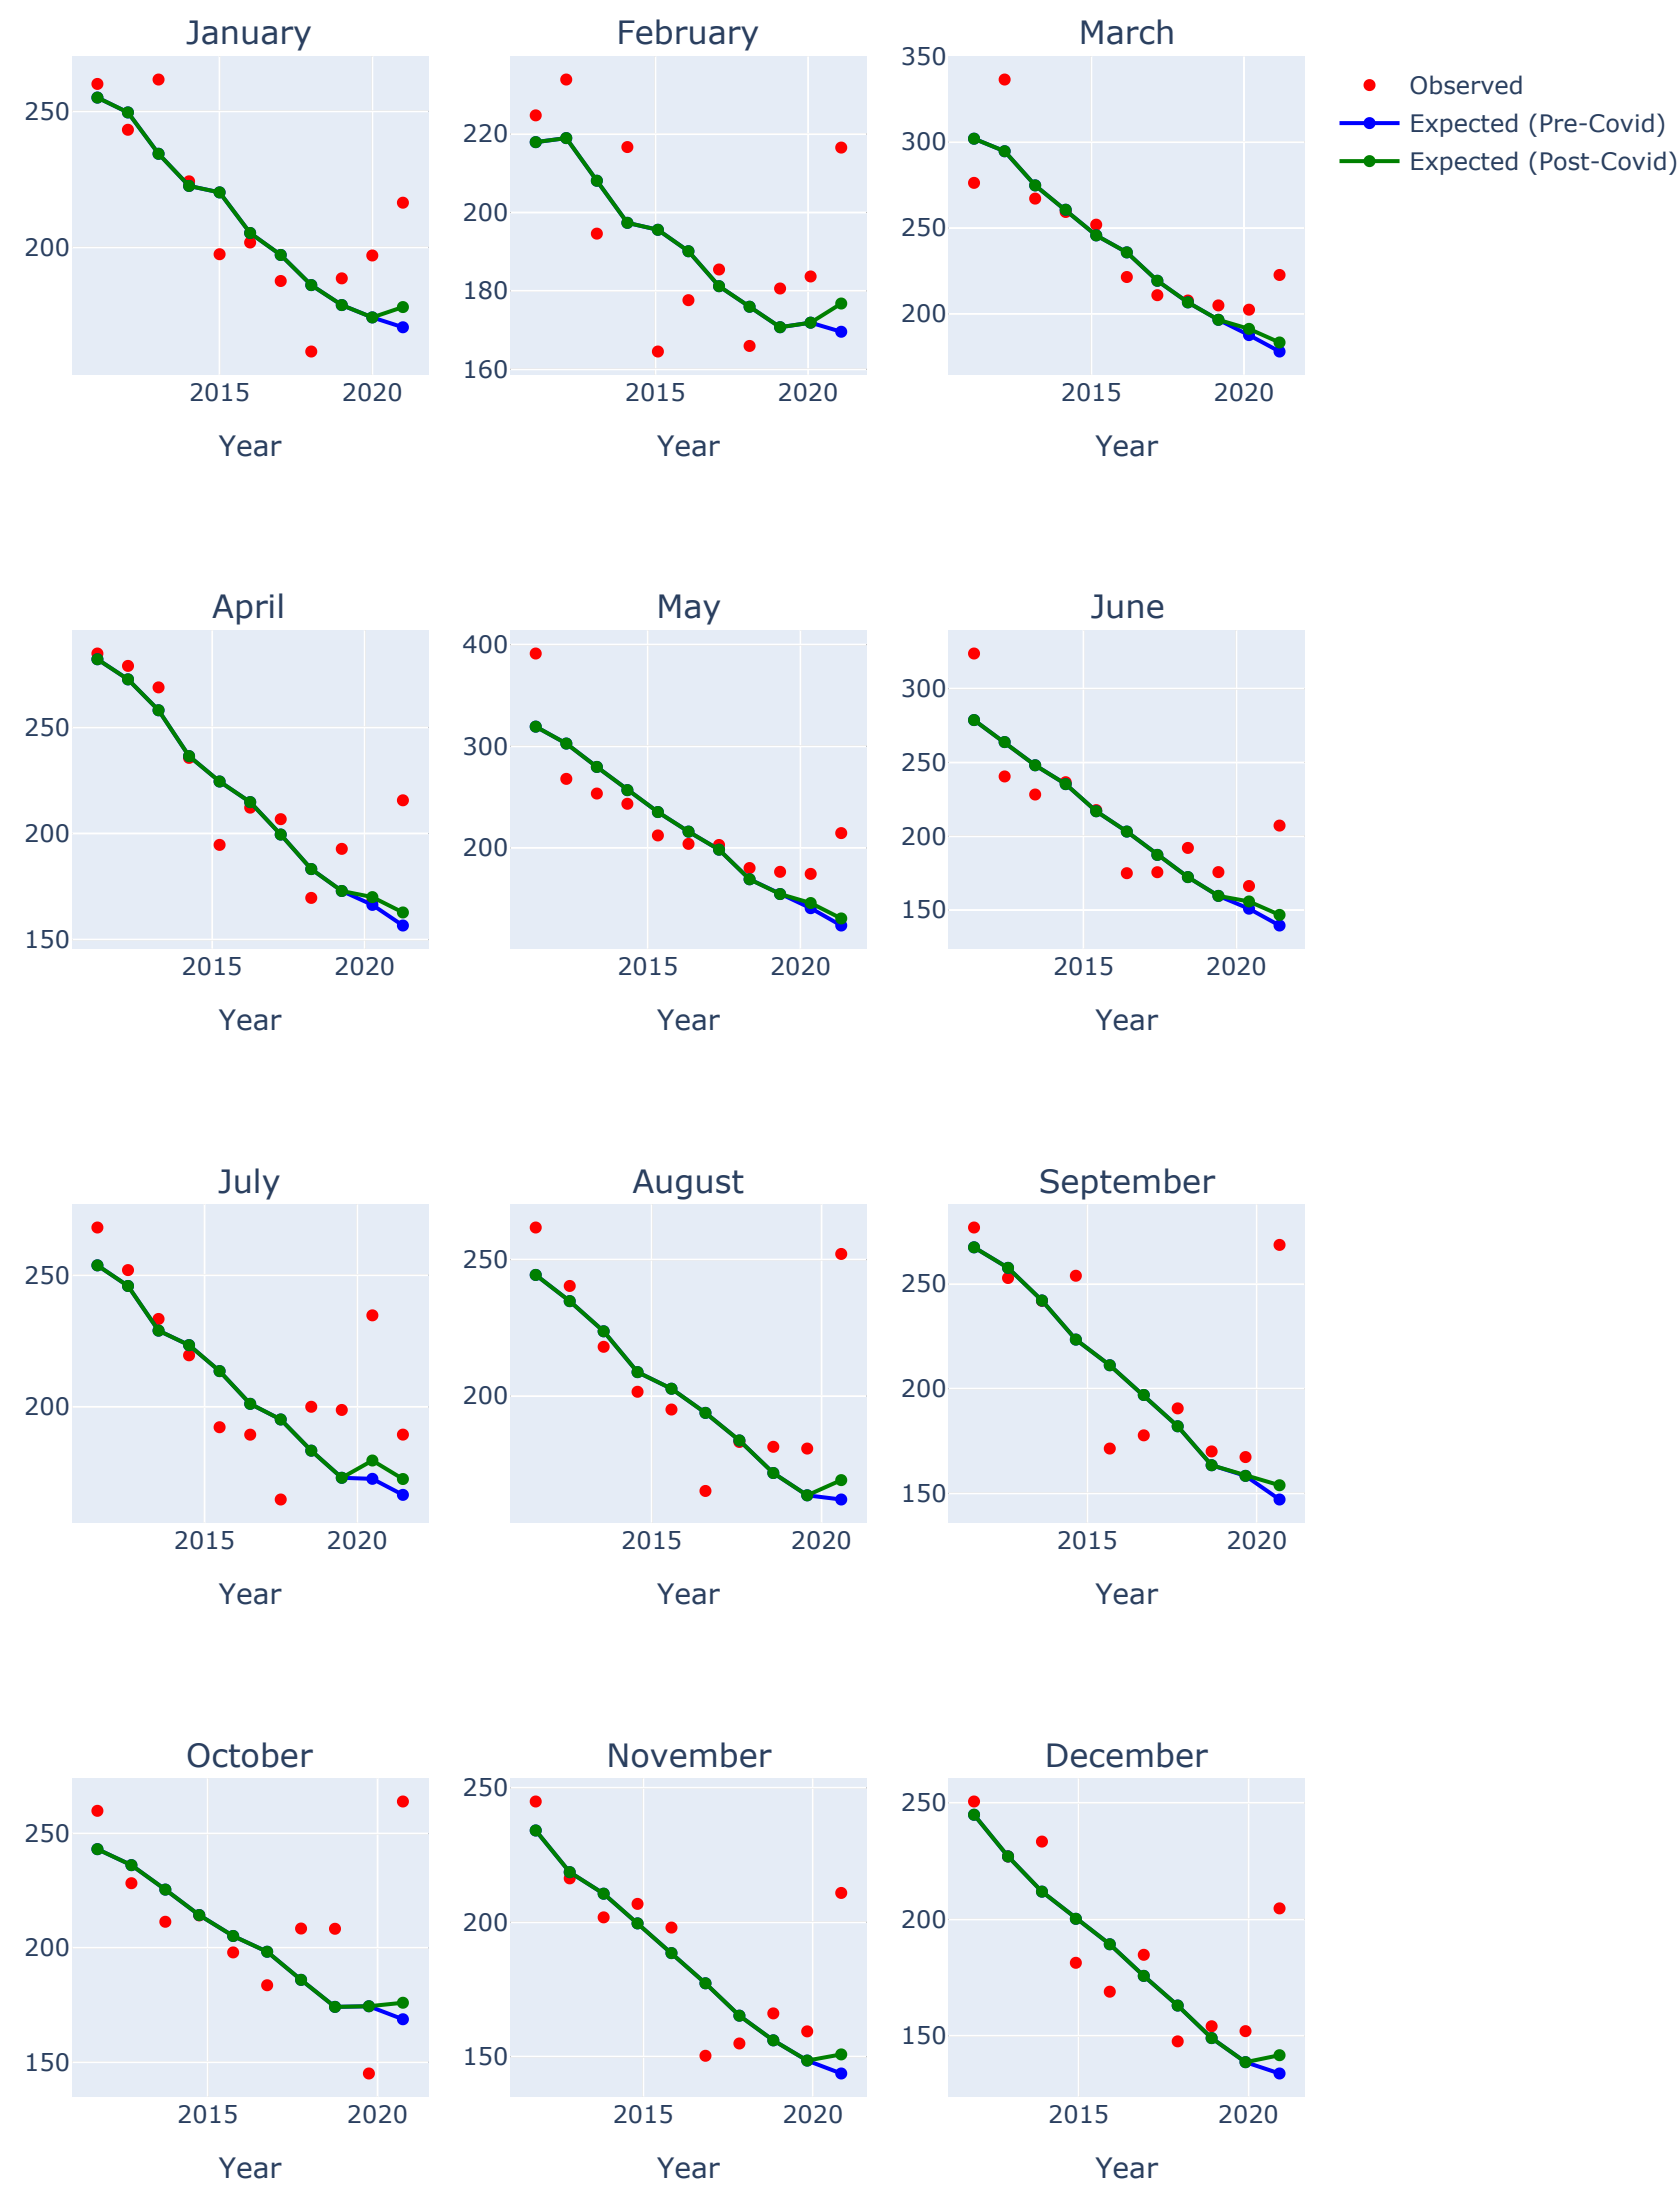 January
250
200
2015 2020
Year
February
220
200
180
160
2015 2020
Year
March
350
300
250
200
2015 2020
Year
Observed
Expected (Pre-Covid)
Expected (Post-Covid)
April
250
200
150
2015 2020
Year
May
400
300
200
2015 2020
Year
June
300
250
200
150
2015 2020
Year
July
250
200
2015 2020
Year
August
250
200
2015 2020
Year
September
250
200
150
2015 2020
Year
October
250
200
150
2015 2020
Year
November
250
200
150
2015 2020
Year
December
250
200
150
2015 2020
Year